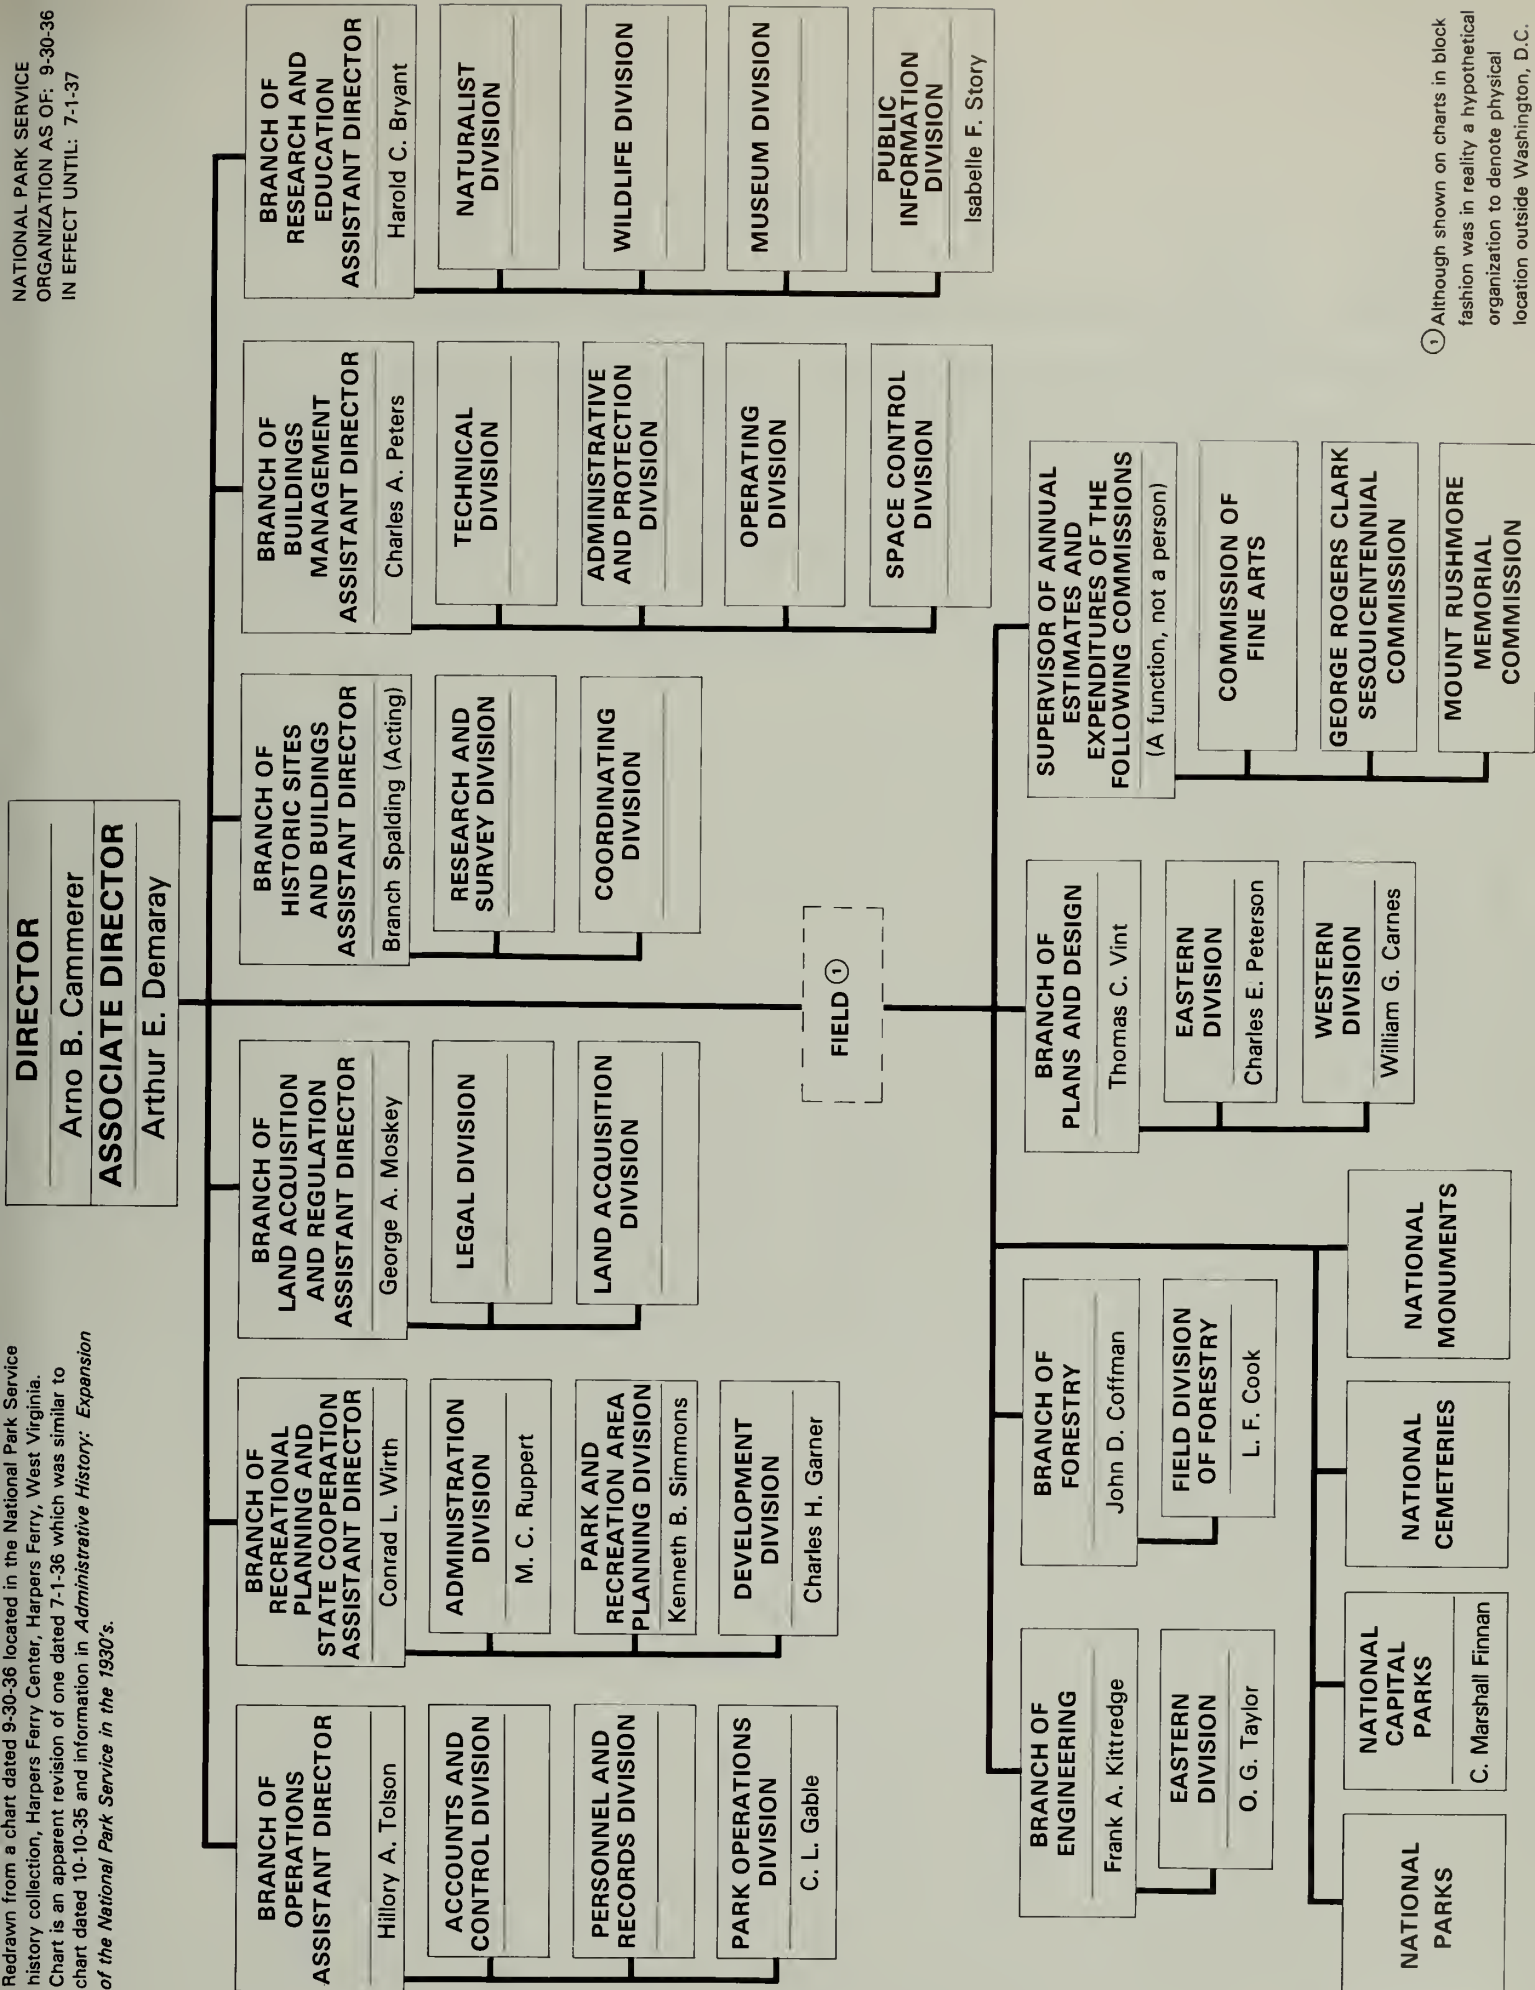 Redrawn from a chart dated 9-30-36 located in the National Park Service
history collection, Harpers Ferry Center, Harpers Ferry, West Virginia.
Chart is an apparent revision of one dated 7-1-36 which was similar to
chart dated 10-10-35 and information in Administrative History: Expansion
of the National Park Service in the 1930's.
NATIONAL PARK SERVICE
ORGANIZATION AS OF: 9-30-36
IN EFFECT UNTIL: 7-1-37
DIRECTOR
Arno B. Cammerer
ASSOCIATE DIRECTOR
Arthur E. Demaray
BRANCH OF
OPERATIONS
ASSISTANT DIRECTOR
Hillory A. Tolson
ACCOUNTS AND
CONTROL DIVISION
PERSONNEL AND
RECORDS DIVISION
PARK OPERATIONS
DIVISION
C. L. Gable
BRANCH OF
RECREATIONAL
PLANNING AND
STATE COOPERATION
ASSISTANT DIRECTOR
Conrad L. Wirth
ADMINISTRATION
DIVISION
M. C. Ruppert
PARK AND
RECREATION AREA
PLANNING DIVISION
Kenneth B. Simmons
DEVELOPMENT
DIVISION
Charles H. Garner
BRANCH OF
LAND ACQUISITION
AND REGULATION
ASSISTANT DIRECTOR
George A. Moskey
LEGAL DIVISION
LAND ACQUISITION
DIVISION
BRANCH OF
HISTORIC SITES
AND BUILDINGS
ASSISTANT DIRECTOR
Branch Spalding (Acting)
RESEARCH AND
SURVEY DIVISION
COORDINATING
DIVISION
BRANCH OF
BUILDINGS
MANAGEMENT
ASSISTANT DIRECTOR
Charles A. Peters
TECHNICAL
DIVISION
ADMINISTRATIVE
AND PROTECTION
DIVISION
OPERATING
DIVISION
SPACE CONTROL
DIVISION
BRANCH OF
RESEARCH AND
EDUCATION
ASSISTANT DIRECTOR
Harold C. Bryant
NATURALIST
DIVISION
WILDLIFE DIVISION
MUSEUM DIVISION
PUBLIC
INFORMATION
DIVISION
Isabelle F. Story
FIELD ①
BRANCH OF
ENGINEERING
Frank A. Kittredge
EASTERN
DIVISION
O. G. Taylor
BRANCH OF
FORESTRY
John D. Coffman
FIELD DIVISION
OF FORESTRY
L. F. Cook
BRANCH OF
PLANS AND DESIGN
Thomas C. Vint
EASTERN
DIVISION
Charles E. Peterson
WESTERN
DIVISION
William G. Carnes
SUPERVISOR OF ANNUAL
ESTIMATES AND
EXPENDITURES OF THE
FOLLOWING COMMISSIONS
(A function, not a person)
COMMISSION OF
FINE ARTS
GEORGE ROGERS CLARK
SESQUICENTENNIAL
COMMISSION
MOUNT RUSHMORE
MEMORIAL
COMMISSION
NATIONAL
PARKS
NATIONAL
CAPITAL
PARKS
C. Marshall Finnan
NATIONAL
CEMETERIES
NATIONAL
MONUMENTS
① Although shown on charts in block
fashion was in reality a hypothetical
organization to denote physical
location outside Washington, D.C.